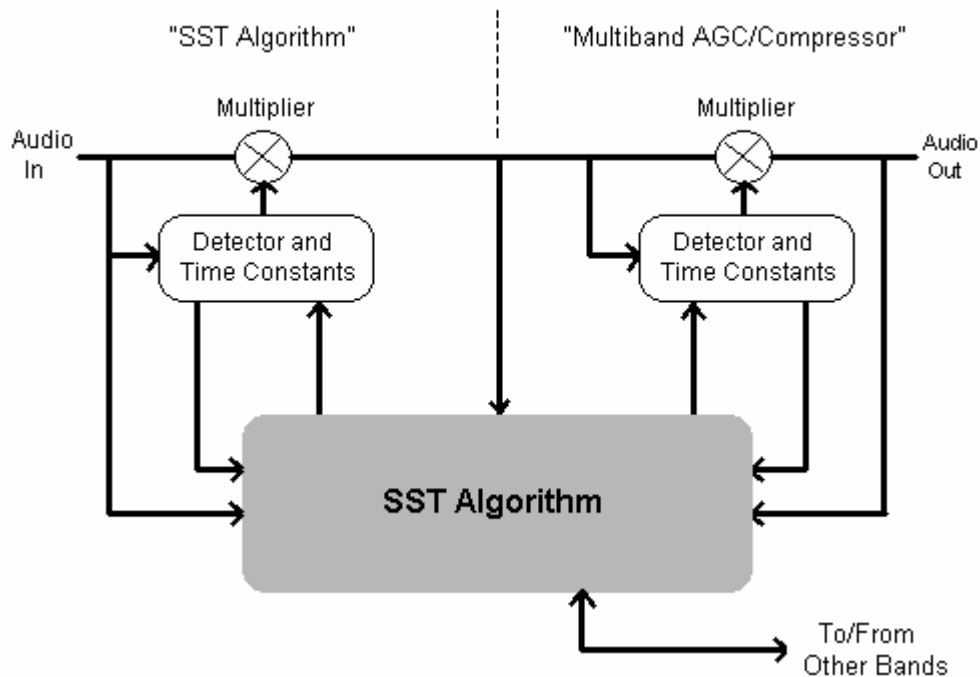 "SST Algorithm"
"Multiband AGC/Compressor"
Multiplier
Multiplier
Audio
In
Audio
Out
Detector and
Time Constants
Detector and
Time Constants
SST Algorithm
To/From
Other Bands